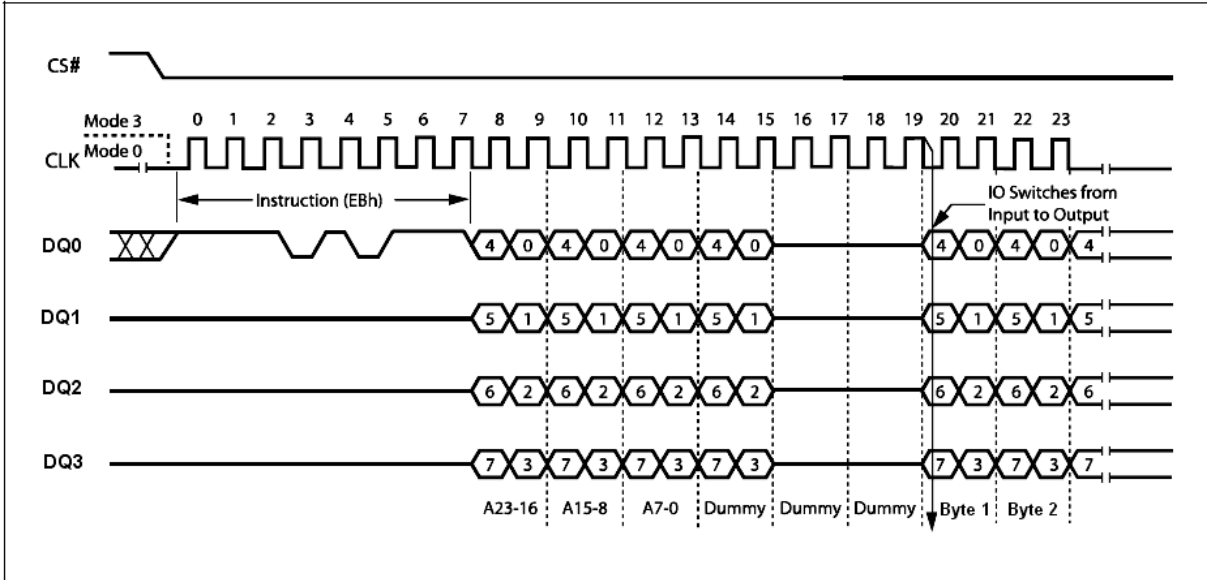 CS#
Mode 3
0 1 2 3 4 5 6 7 8 9 10 11 12 13 14 15 16 17 18 19 20 21 22 23
Mode 0
CLK
Instruction (EBh)
IO Switches from
Input to Output
DQ0 4 0 4 0 4 0 4 0 4 0 4 0 4
DQ1 5 1 5 1 5 1 5 1 5 1 5 1 5
DQ2 6 2 6 2 6 2 6 2 6 2 6 2 6
DQ3 7 3 7 3 7 3 7 3 7 3 7 3 7
A23-16 A15-8 A7-0 Dummy Dummy Dummy Byte 1 Byte 2